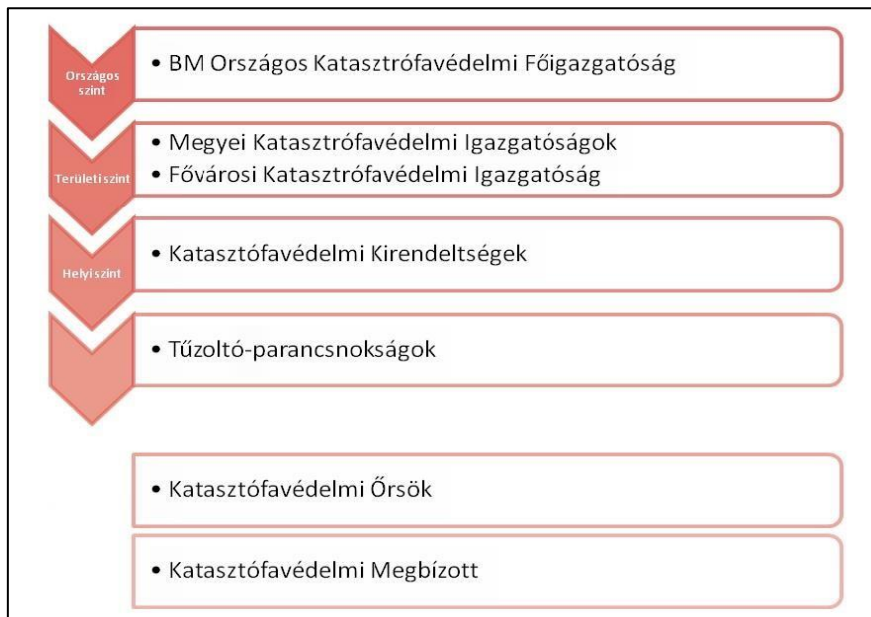 Országos
szint
• BM Országos Katasztrófavédelmi Főigazgatóság
Területi szint
• Megyei Katasztrófavédelmi Igazgatóságok
• Fővárosi Katasztrófavédelmi Igazgatóság
Helyi szint
• Katasztófavédelmi Kirendeltségek
• Tűzoltó-parancsnokságok
• Katasztófavédelmi Őrsök
• Katasztófavédelmi Megbízott